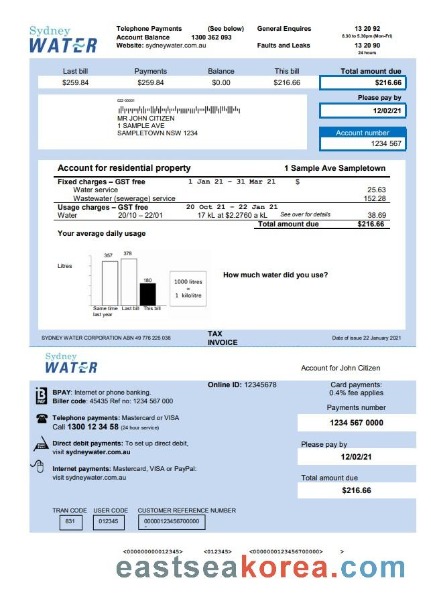 Sydney
WATER
Telephone Payments (See below)
Account Balance 1300 362 093
Website: sydneywater.com.au
General Enquires 13 20 92
8.30 to 5.30pm (Mon-Fri)
Faults and Leaks 13 20 90
24 hours
Last bill Payments Balance This bill Total amount due
$259.84 $259.84 $0.00 $216.66 $216.66
Please pay by
12/02/21
MR JOHN CITIZEN
1 SAMPLE AVE
SAMPLETOWN NSW 1234
Account number
1234 567
Account for residential property 1 Sample Ave Sampletown
Fixed charges – GST free 1 Jan 21 – 31 Mar 21 $
Water service 25.63
Wastewater (sewerage) service 152.28
Usage charges – GST free 20 Oct 21 – 22 Jan 21
Water 20/10 – 22/01 17 kL at $2.2760 a kL See over for details 38.69
Total amount due $216.66
Your average daily usage
Litres
367 378 180
1000 litres
=
1 kilolitre
Same time last year Last bill This bill
How much water did you use?
SYDNEY WATER CORPORATION ABN 49 776 225 038
TAX
INVOICE
Date of issue 22 January 2021
Sydney
WATER
Account for John Citizen
Online ID: 12345678
Card payments:
0.4% fee applies
BPAY: Internet or phone banking.
Biller code: 45435 Ref no: 1234 567 000
Payments number
1234 567 0000
Telephone payments: Mastercard or VISA
Call 1300 12 34 58 (24 hour service)
Direct debit payments: To set up direct debit,
visit sydneywater.com.au
Please pay by
12/02/21
Internet payments: Mastercard, VISA or PayPal:
visit sydneywater.com.au
Total amount due
$216.66
TRAN CODE USER CODE CUSTOMER REFERENCE NUMBER
831 012345 00000123456700000
<000000000012345> <012345> <0000000123456700000> >
eastseakorea.com